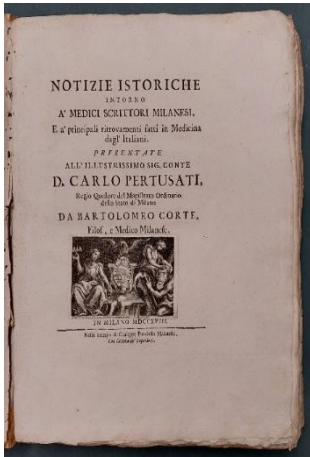 NOTIZIE ISTORICHE
INTORNO
A' MEDICI SCRITTORI MILANESI,
E a' principali ritrovamenti fatti in Medicina
dagl' Italiani.
PRESENTATE
ALL' ILLUSTRISSIMO SIG. CONTE
D. CARLO PERTUSATI,
Regio Questore del Magistrato Ordinario
dello Stato di Milano
DA BARTOLOMEO CORTE,
Filos., e Medico Milanese.
IN MILANO MDCCXVIII.
Nella di Giuseppe Pandolfo Malatesta,
Con licenza de' Superiori.